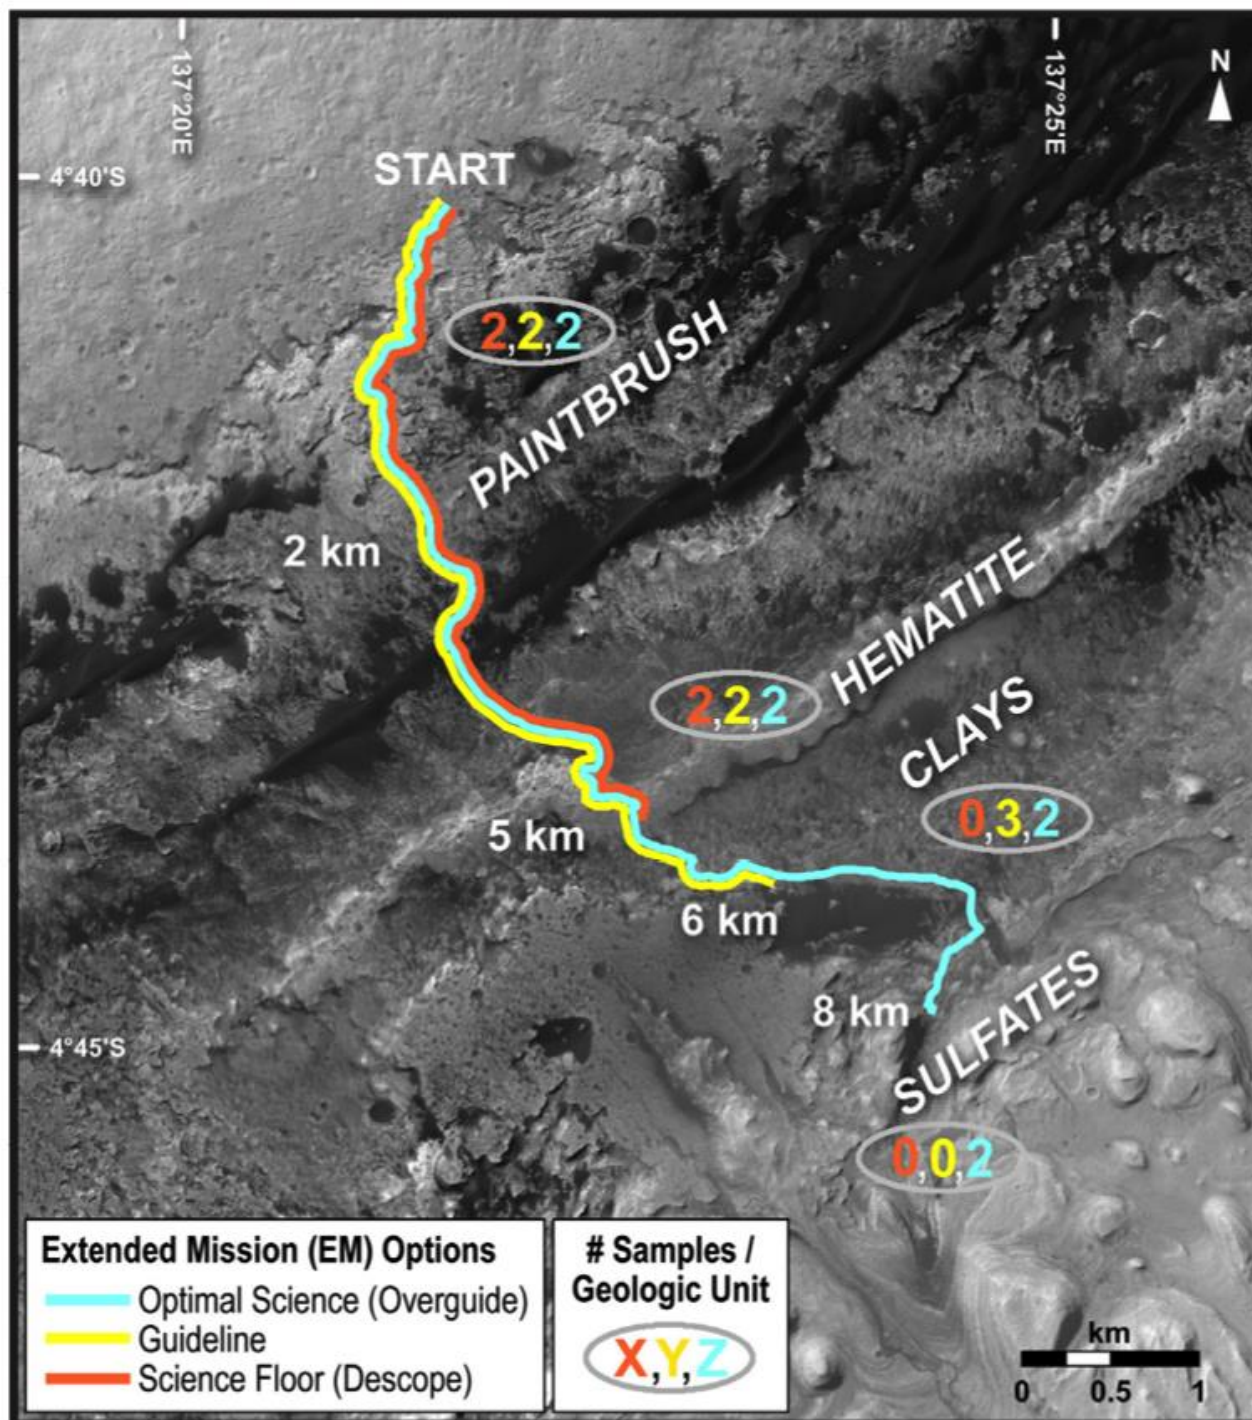 137°20'E
137°25'E
N
4°40'S
START
2,2,2
PAINTBRUSH
2 km
HEMATITE
2,2,2
CLAYS
0,3,2
5 km
6 km
8 km
SULFATES
4°45'S
0,0,2
Extended Mission (EM) Options
Optimal Science (Overguide)
Guideline
Science Floor (Descope)
# Samples /
Geologic Unit
X,Y,Z
km
0 0.5 1